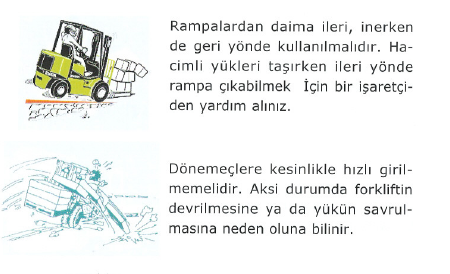 Rampalardan daima ileri, inerken
de geri yönde kullanılmalıdır. Ha-
cimli yükleri taşırken ileri yönde
rampa çıkabilmek İçin bir işaretçi-
den yardım alınız.
Dönemeçlere kesinlikle hızlı giril-
memelidir. Aksi durumda forkliftin
devrilmesine ya da yükün savrul-
masına neden oluna bilinir.